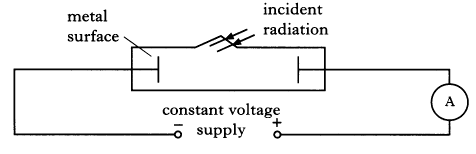 metal
surface
incident
radiation
A
constant voltage
supply
− +